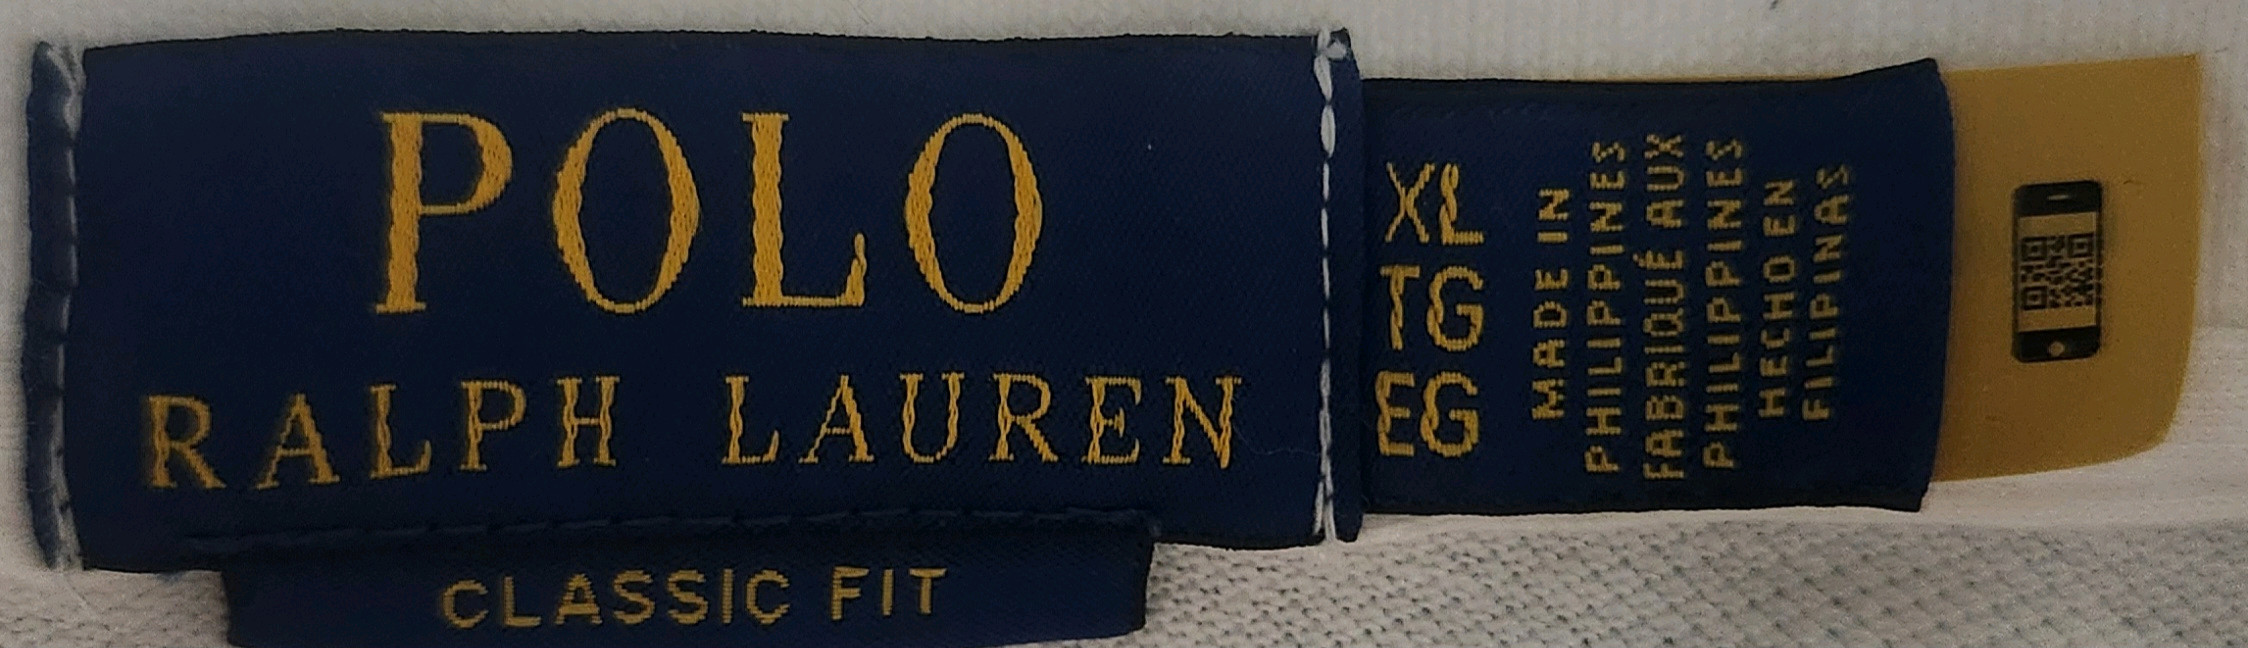 POLO
RALPH LAUREN
CLASSIC FIT
XL
TG
EG
MADE IN
PHILIPPINES
FABRIQUÉ AUX
PHILIPPINES
HECHO EN
FILIPINAS